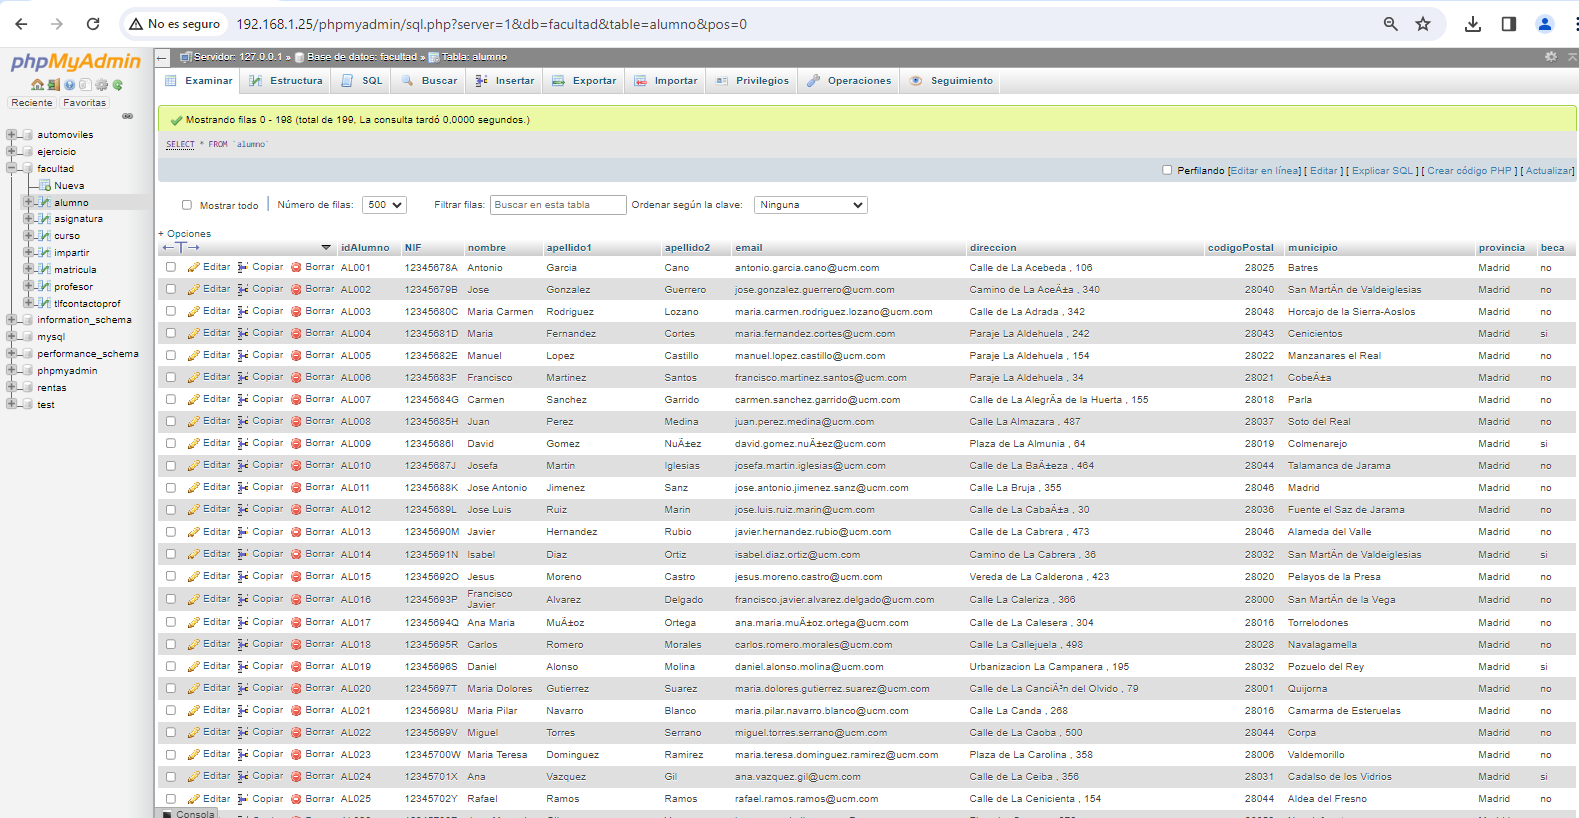 No es seguro 192.168.1.25/phpmyadmin/sql.php?server=1&db=facultad&table=alumno&pos=0
phpMyAdmin
Reciente Favoritas
automoviles
ejercicio
facultad
Nueva
alumno
asignatura
curso
impartir
matricula
profesor
tlfcontactoprof
information_schema
mysql
performance_schema
phpmyadmin
rentas
test
Servidor: 127.0.0.1 » Base de datos: facultad » Tabla: alumno
Examinar Estructura SQL Buscar Insertar Exportar Importar Privilegios Operaciones Seguimiento
Mostrando filas 0 - 198 (total de 199, La consulta tardó 0,0000 segundos.)
SELECT * FROM `alumno`
Perfilando [Editar en línea] [ Editar ] [ Explicar SQL ] [ Crear código PHP ] [ Actualizar]
Mostrar todo Número de filas: 500 Filtrar filas: Buscar en esta tabla Ordenar según la clave: Ninguna
+ Opciones
←T→ idAlumno NIF nombre apellido1 apellido2 email direccion codigoPostal municipio provincia beca
Editar Copiar Borrar AL001 12345678A Antonio Garcia Cano antonio.garcia.cano@ucm.com Calle de La Acebeda , 106 28025 Batres Madrid no
Editar Copiar Borrar AL002 12345679B Jose Gonzalez Guerrero jose.gonzalez.guerrero@ucm.com Camino de La AceÃ±a , 340 28040 San MartÃ­n de Valdeiglesias Madrid no
Editar Copiar Borrar AL003 12345680C Maria Carmen Rodriguez Lozano maria.carmen.rodriguez.lozano@ucm.com Calle de La Adrada , 342 28048 Horcajo de la Sierra-Aoslos Madrid no
Editar Copiar Borrar AL004 12345681D Maria Fernandez Cortes maria.fernandez.cortes@ucm.com Paraje La Aldehuela , 242 28043 Cenicientos Madrid si
Editar Copiar Borrar AL005 12345682E Manuel Lopez Castillo manuel.lopez.castillo@ucm.com Paraje La Aldehuela , 154 28022 Manzanares el Real Madrid no
Editar Copiar Borrar AL006 12345683F Francisco Martinez Santos francisco.martinez.santos@ucm.com Paraje La Aldehuela , 34 28021 CobeÃ±a Madrid no
Editar Copiar Borrar AL007 12345684G Carmen Sanchez Garrido carmen.sanchez.garrido@ucm.com Calle de La AlegrÃ­a de la Huerta , 155 28018 Parla Madrid no
Editar Copiar Borrar AL008 12345685H Juan Perez Medina juan.perez.medina@ucm.com Calle La Almazara , 487 28037 Soto del Real Madrid no
Editar Copiar Borrar AL009 12345686I David Gomez NuÃ±ez david.gomez.nuÃ±ez@ucm.com Plaza de La Almunia , 64 28019 Colmenarejo Madrid si
Editar Copiar Borrar AL010 12345687J Josefa Martin Iglesias josefa.martin.iglesias@ucm.com Calle de La BaÃ±eza , 464 28044 Talamanca de Jarama Madrid no
Editar Copiar Borrar AL011 12345688K Jose Antonio Jimenez Sanz jose.antonio.jimenez.sanz@ucm.com Calle La Bruja , 355 28046 Madrid Madrid no
Editar Copiar Borrar AL012 12345689L Jose Luis Ruiz Marin jose.luis.ruiz.marin@ucm.com Calle de La CabaÃ±a , 30 28036 Fuente el Saz de Jarama Madrid no
Editar Copiar Borrar AL013 12345690M Javier Hernandez Rubio javier.hernandez.rubio@ucm.com Calle de La Cabrera , 473 28046 Alameda del Valle Madrid no
Editar Copiar Borrar AL014 12345691N Isabel Diaz Ortiz isabel.diaz.ortiz@ucm.com Camino de La Cabrera , 36 28032 San MartÃ­n de Valdeiglesias Madrid si
Editar Copiar Borrar AL015 12345692O Jesus Moreno Castro jesus.moreno.castro@ucm.com Vereda de La Calderona , 423 28020 Pelayos de la Presa Madrid no
Editar Copiar Borrar AL016 12345693P Francisco Javier Alvarez Delgado francisco.javier.alvarez.delgado@ucm.com Calle La Caleriza , 366 28000 San MartÃ­n de la Vega Madrid no
Editar Copiar Borrar AL017 12345694Q Ana Maria MuÃ±oz Ortega ana.maria.muÃ±oz.ortega@ucm.com Calle de La Calesera , 304 28016 Torrelodones Madrid no
Editar Copiar Borrar AL018 12345695R Carlos Romero Morales carlos.romero.morales@ucm.com Calle La Callejuela , 498 28028 Navalagamella Madrid no
Editar Copiar Borrar AL019 12345696S Daniel Alonso Molina daniel.alonso.molina@ucm.com Urbanizacion La Campanera , 195 28032 Pozuelo del Rey Madrid si
Editar Copiar Borrar AL020 12345697T Maria Dolores Gutierrez Suarez maria.dolores.gutierrez.suarez@ucm.com Calle de La CanciÃ³n del Olvido , 79 28001 Quijorna Madrid no
Editar Copiar Borrar AL021 12345698U Maria Pilar Navarro Blanco maria.pilar.navarro.blanco@ucm.com Calle La Canda , 268 28016 Camarma de Esteruelas Madrid no
Editar Copiar Borrar AL022 12345699V Miguel Torres Serrano miguel.torres.serrano@ucm.com Calle de La Caoba , 500 28044 Corpa Madrid no
Editar Copiar Borrar AL023 12345700W Maria Teresa Dominguez Ramirez maria.teresa.dominguez.ramirez@ucm.com Plaza de La Carolina , 358 28006 Valdemorillo Madrid no
Editar Copiar Borrar AL024 12345701X Ana Vazquez Gil ana.vazquez.gil@ucm.com Calle de La Ceiba , 356 28031 Cadalso de los Vidrios Madrid si
Editar Copiar Borrar AL025 12345702Y Rafael Ramos Ramos rafael.ramos.ramos@ucm.com Calle de La Cenicienta , 154 28044 Aldea del Fresno Madrid no
Consola